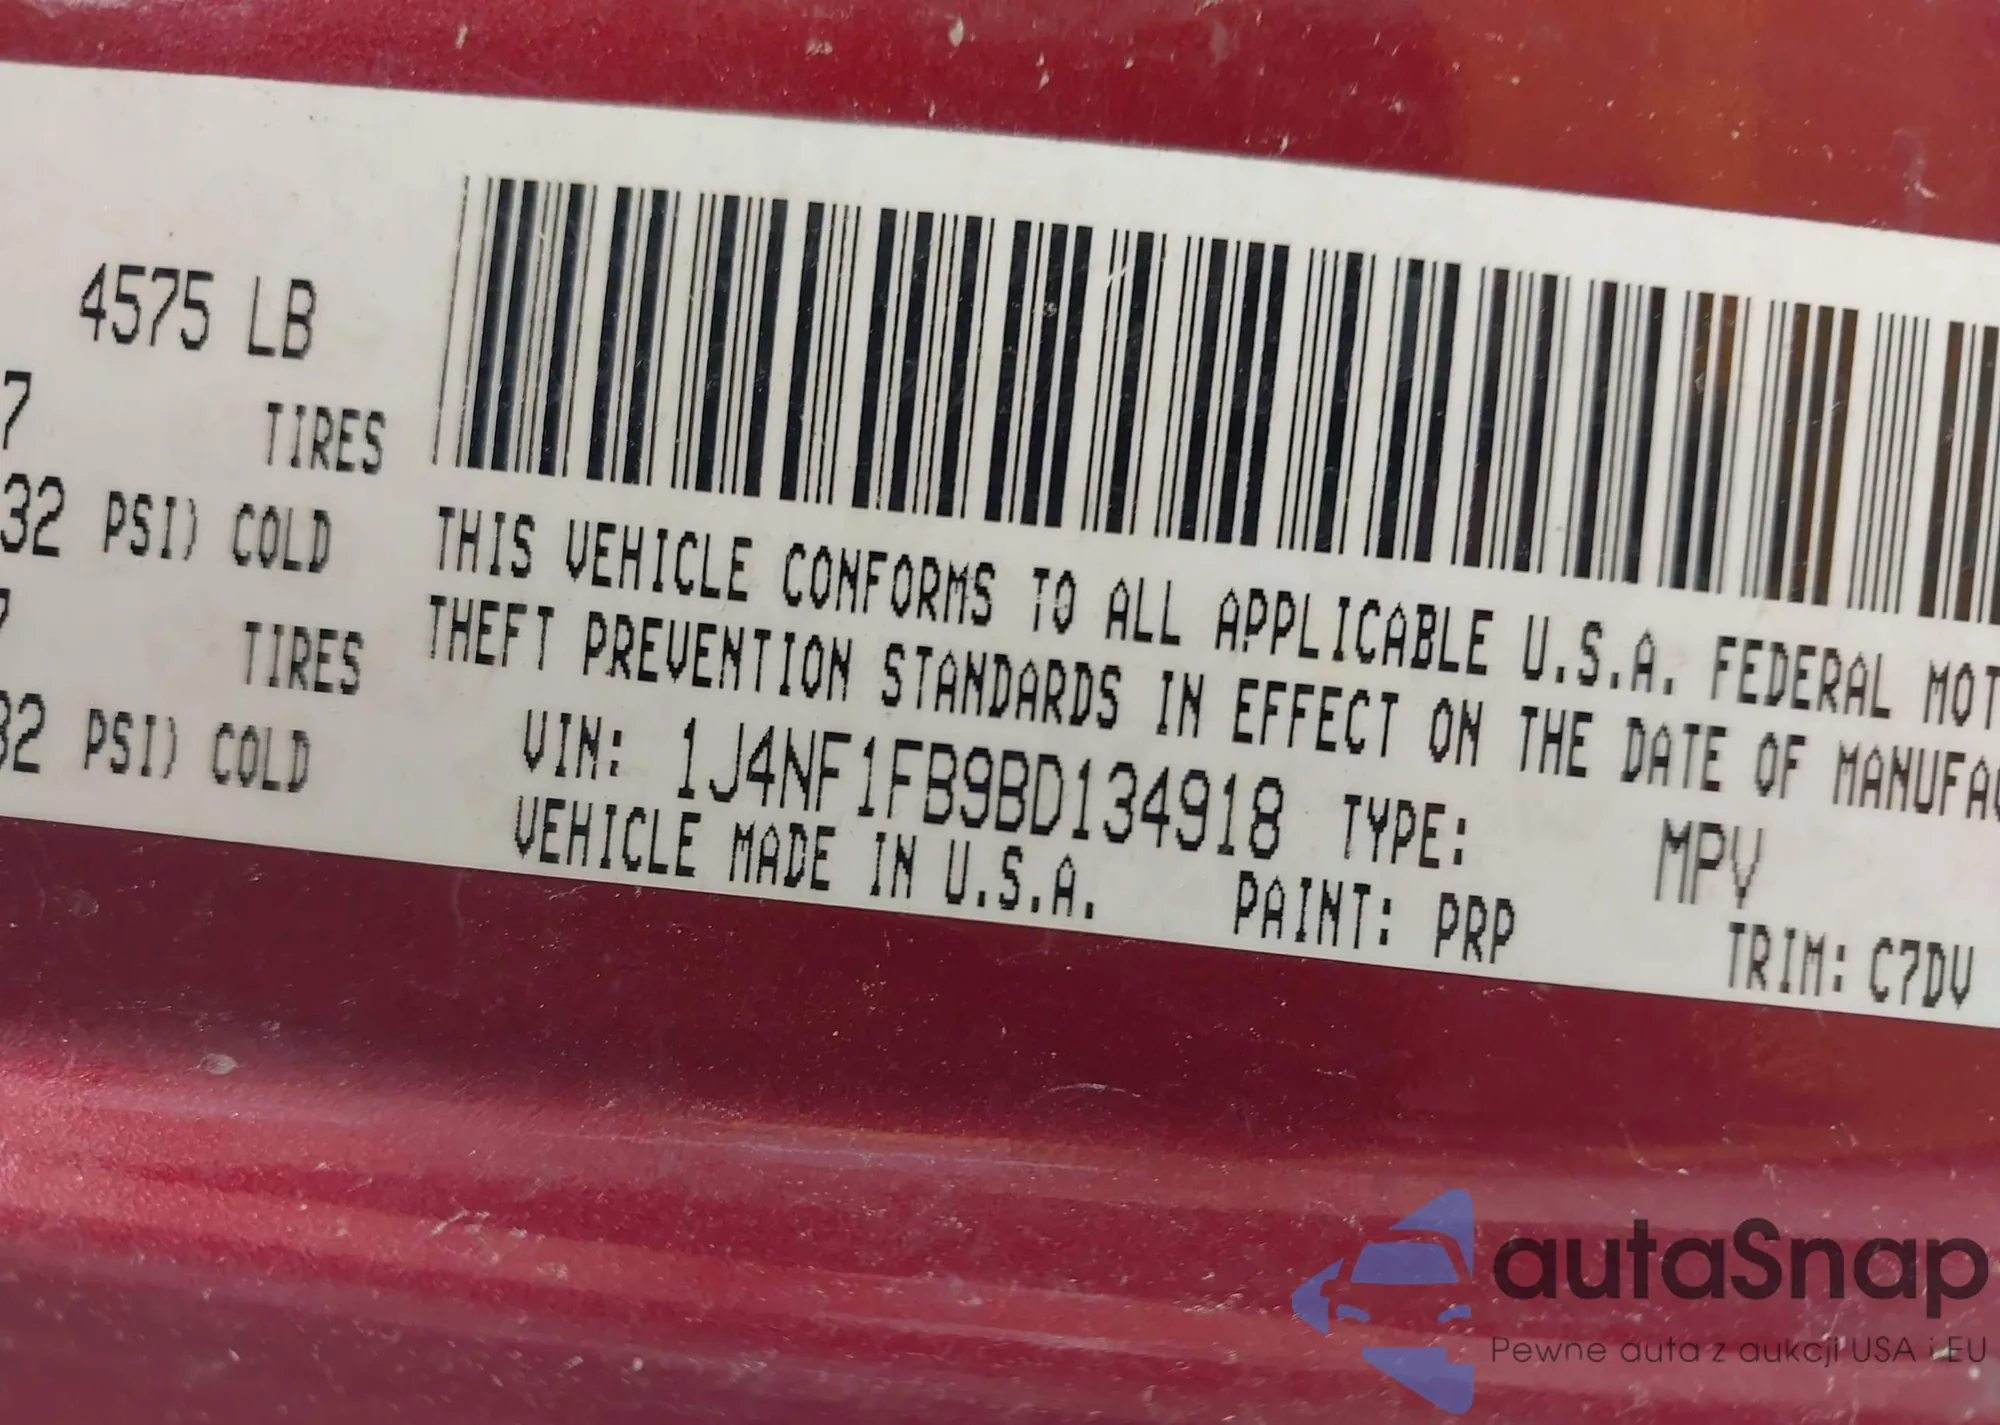 4575 LB
7 TIRES
32 PSI) COLD
7 TIRES
32 PSI) COLD
THIS VEHICLE CONFORMS TO ALL APPLICABLE U.S.A. FEDERAL MOT
THEFT PREVENTION STANDARDS IN EFFECT ON THE DATE OF MANUFAC
VIN: 1J4NF1FB9BD134918 TYPE: MPV
VEHICLE MADE IN U.S.A. PAINT: PRP TRIM: C7DV
autaSnap
Pewne auta z aukcji USA i EU